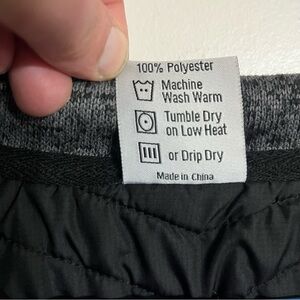 100% Polyester
Machine
Wash Warm
Tumble Dry
on Low Heat
or Drip Dry
Made in China